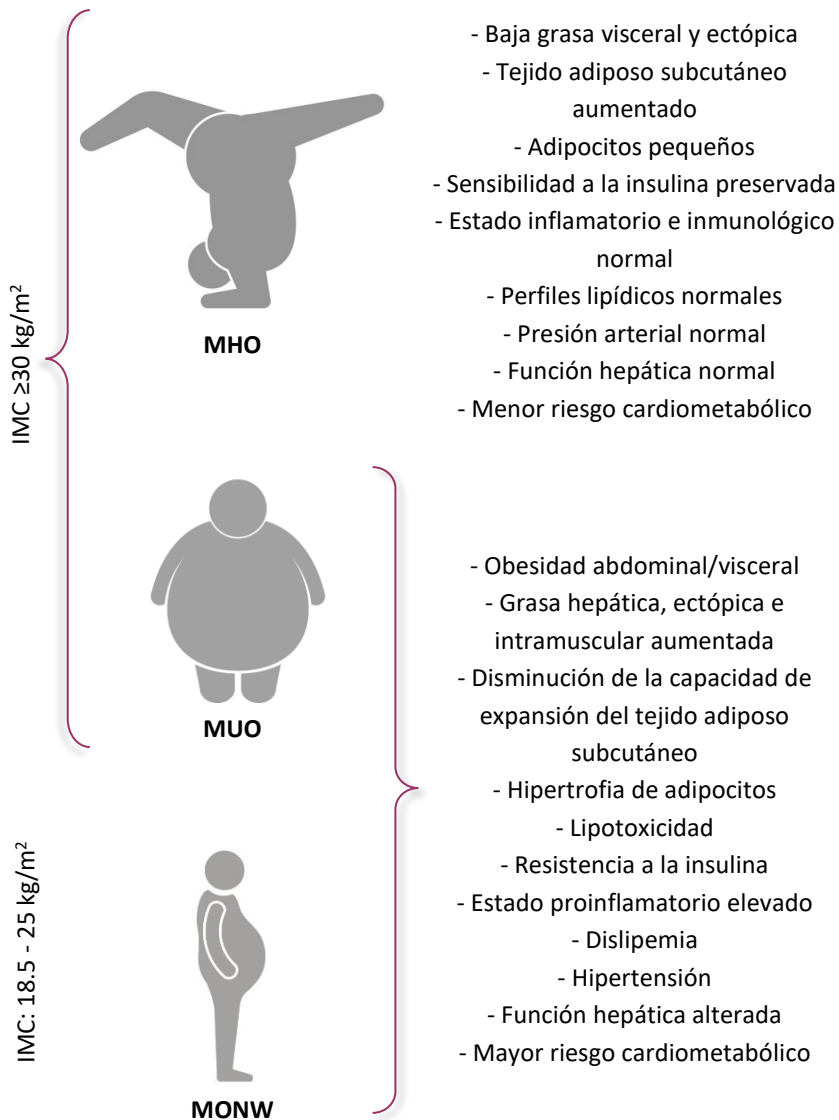 IMC ≥30 kg/m²
MHO
- Baja grasa visceral y ectópica
- Tejido adiposo subcutáneo
aumentado
- Adipocitos pequeños
- Sensibilidad a la insulina preservada
- Estado inflamatorio e inmunológico
normal
- Perfiles lipídicos normales
- Presión arterial normal
- Función hepática normal
- Menor riesgo cardiometabólico
MUO
IMC: 18.5 - 25 kg/m²
MONW
- Obesidad abdominal/visceral
- Grasa hepática, ectópica e
intramuscular aumentada
- Disminución de la capacidad de
expansión del tejido adiposo
subcutáneo
- Hipertrofia de adipocitos
- Lipotoxicidad
- Resistencia a la insulina
- Estado proinflamatorio elevado
- Dislipemia
- Hipertensión
- Función hepática alterada
- Mayor riesgo cardiometabólico